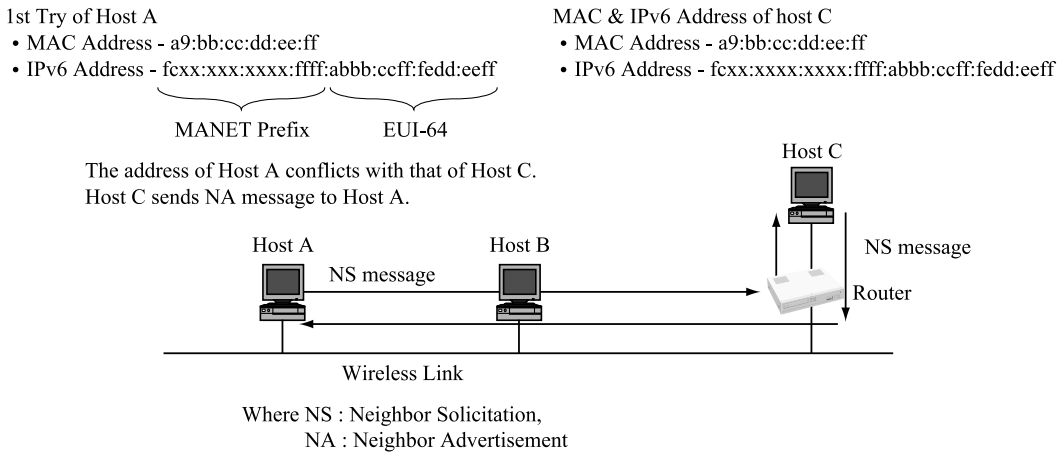 1st Try of Host A
• MAC Address - a9:bb:cc:dd:ee:ff
• IPv6 Address - fcxx:xxx:xxxx:ffff:abbb:ccff:fedd:eeff
MANET Prefix
EUI-64
MAC & IPv6 Address of host C
• MAC Address - a9:bb:cc:dd:ee:ff
• IPv6 Address - fcxx:xxxx:xxxx:ffff:abbb:ccff:fedd:eeff
The address of Host A conflicts with that of Host C.
Host C sends NA message to Host A.
Host C
Host A
Host B
NS message
NS message
Router
Wireless Link
Where NS : Neighbor Solicitation,
NA : Neighbor Advertisement